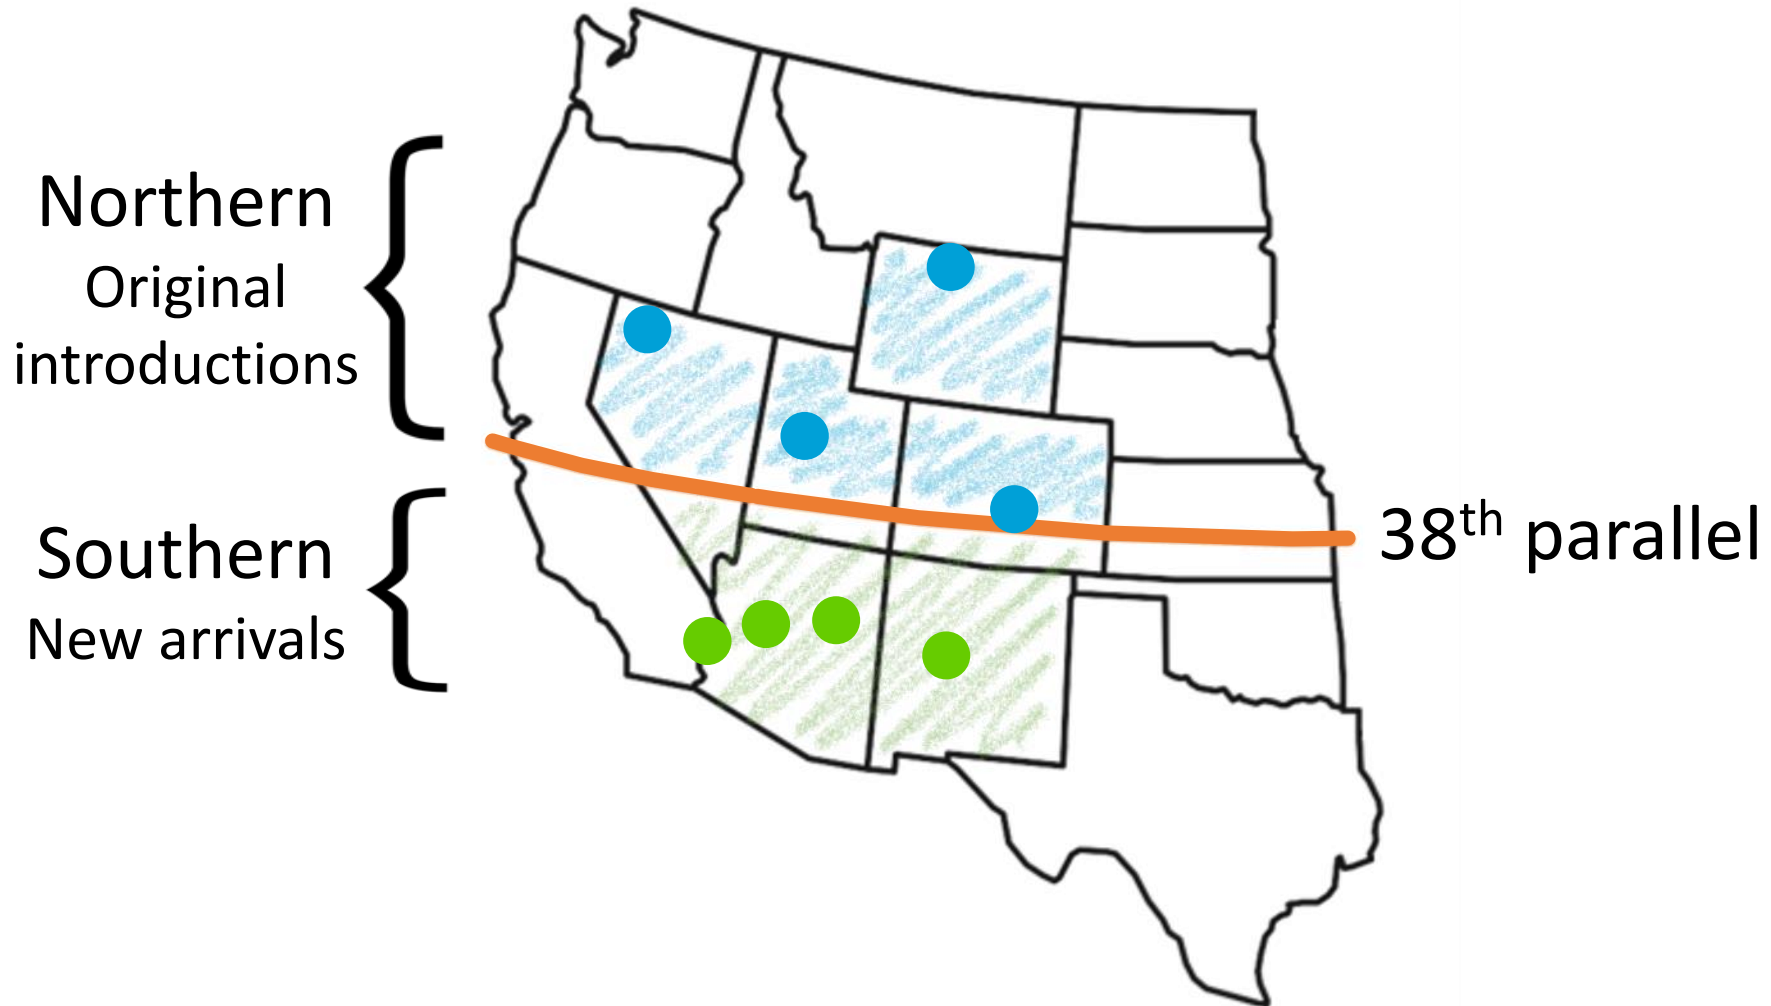 Northern
Original
introductions
Southern
New arrivals
38th parallel